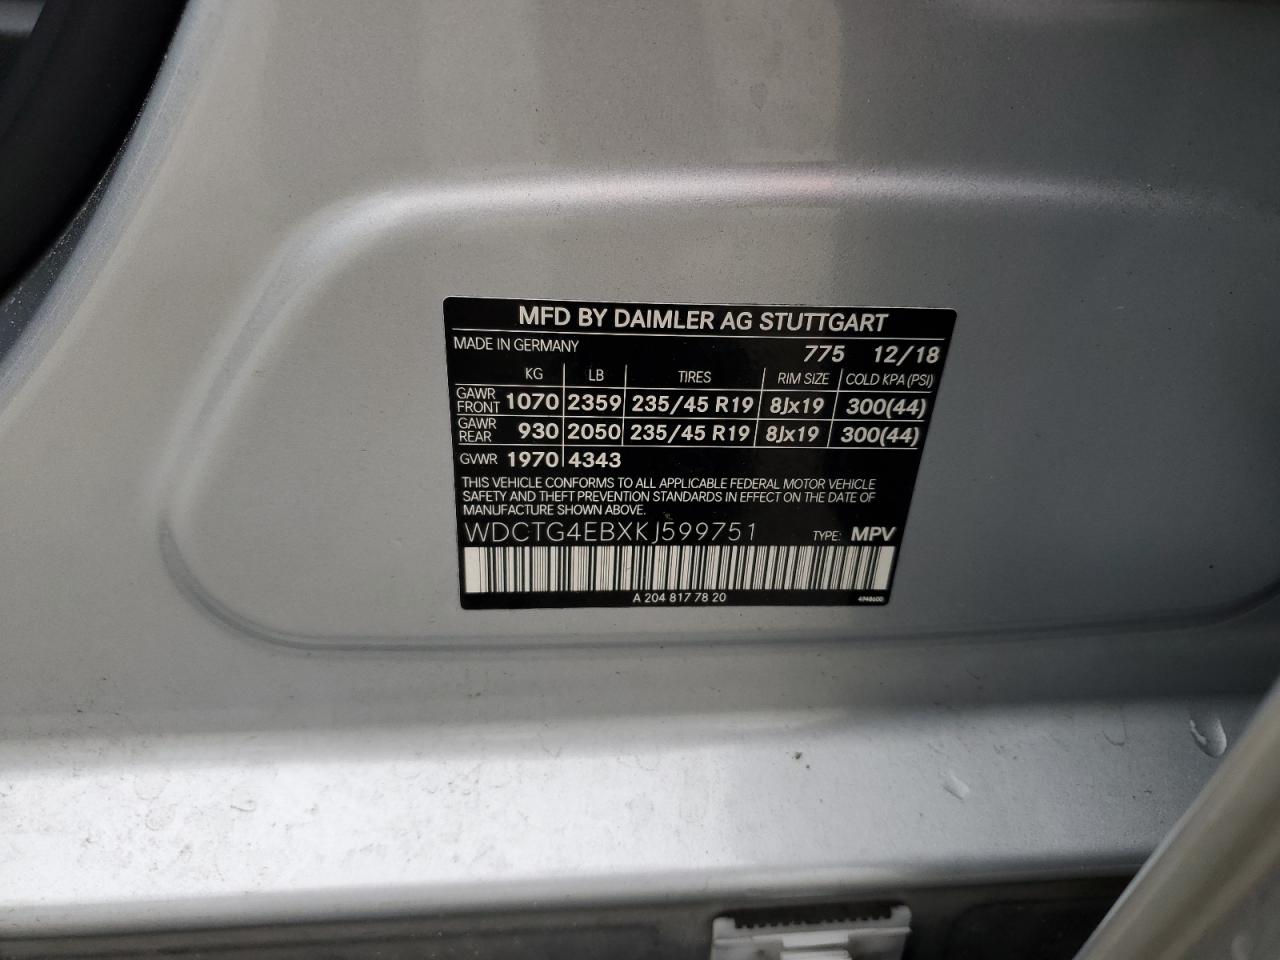 MFD BY DAIMLER AG STUTTGART
MADE IN GERMANY 775 12/18
KG LB TIRES RIM SIZE COLD KPA (PSI)
GAWR FRONT 1070 2359 235/45 R19 8Jx19 300(44)
GAWR REAR 930 2050 235/45 R19 8Jx19 300(44)
GVWR 1970 4343
THIS VEHICLE CONFORMS TO ALL APPLICABLE FEDERAL MOTOR VEHICLE
SAFETY AND THEFT PREVENTION STANDARDS IN EFFECT ON THE DATE OF
MANUFACTURE SHOWN ABOVE.
WDCTG4EBXKJ599751 TYPE: MPV
A 204 817 78 20